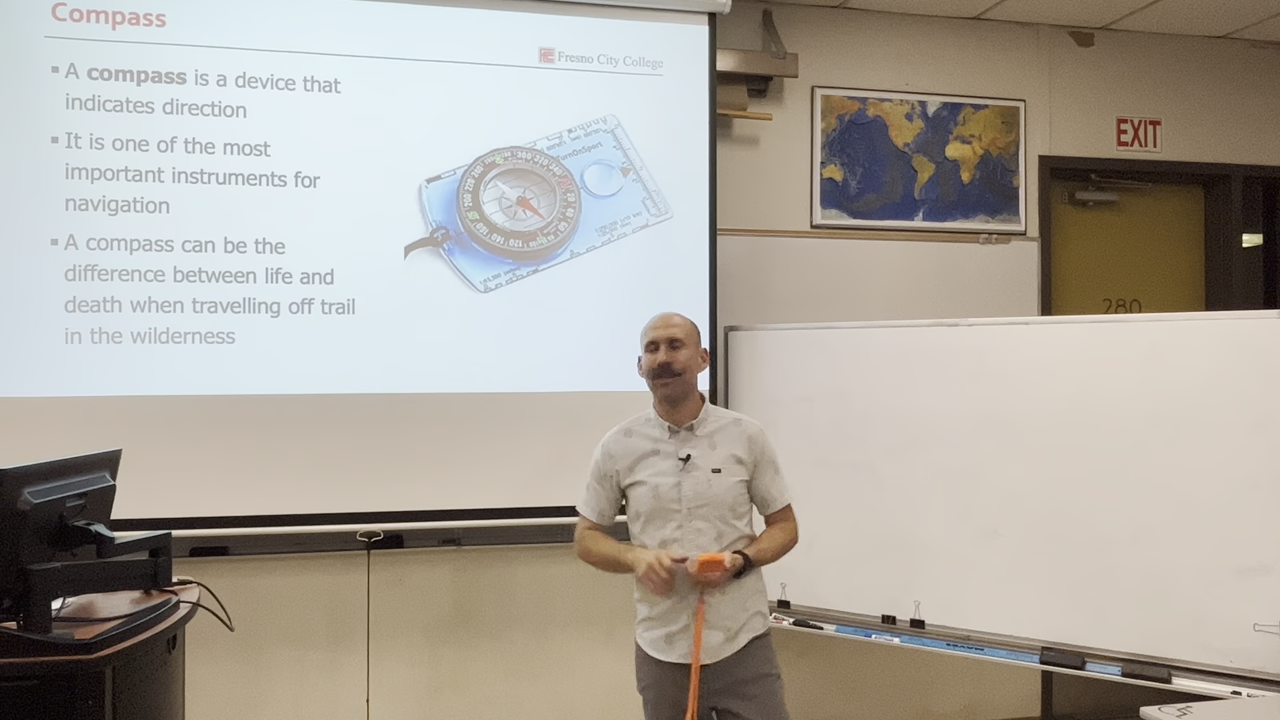 Compass
Fresno City College
▪ A compass is a device that
indicates direction
▪ It is one of the most
important instruments for
navigation
▪ A compass can be the
difference between life and
death when travelling off trail
in the wilderness
TurnOnSport
EXIT
280